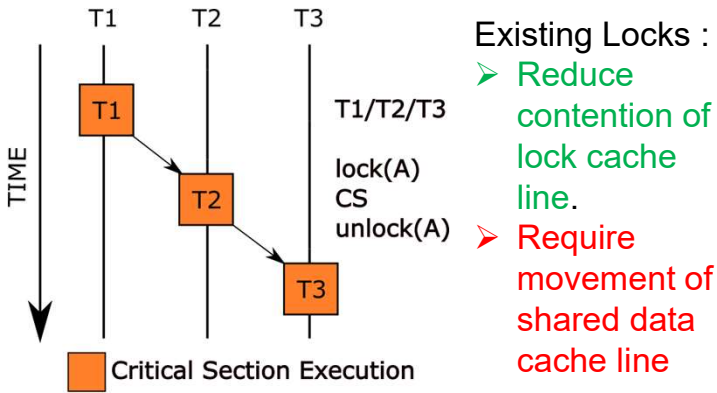 T1
T2
T3
T1
T2
T3
TIME
T1/T2/T3
lock(A)
CS
unlock(A)
Critical Section Execution
Existing Locks :
➢ Reduce
contention of
lock cache
line.
➢ Require
movement of
shared data
cache line